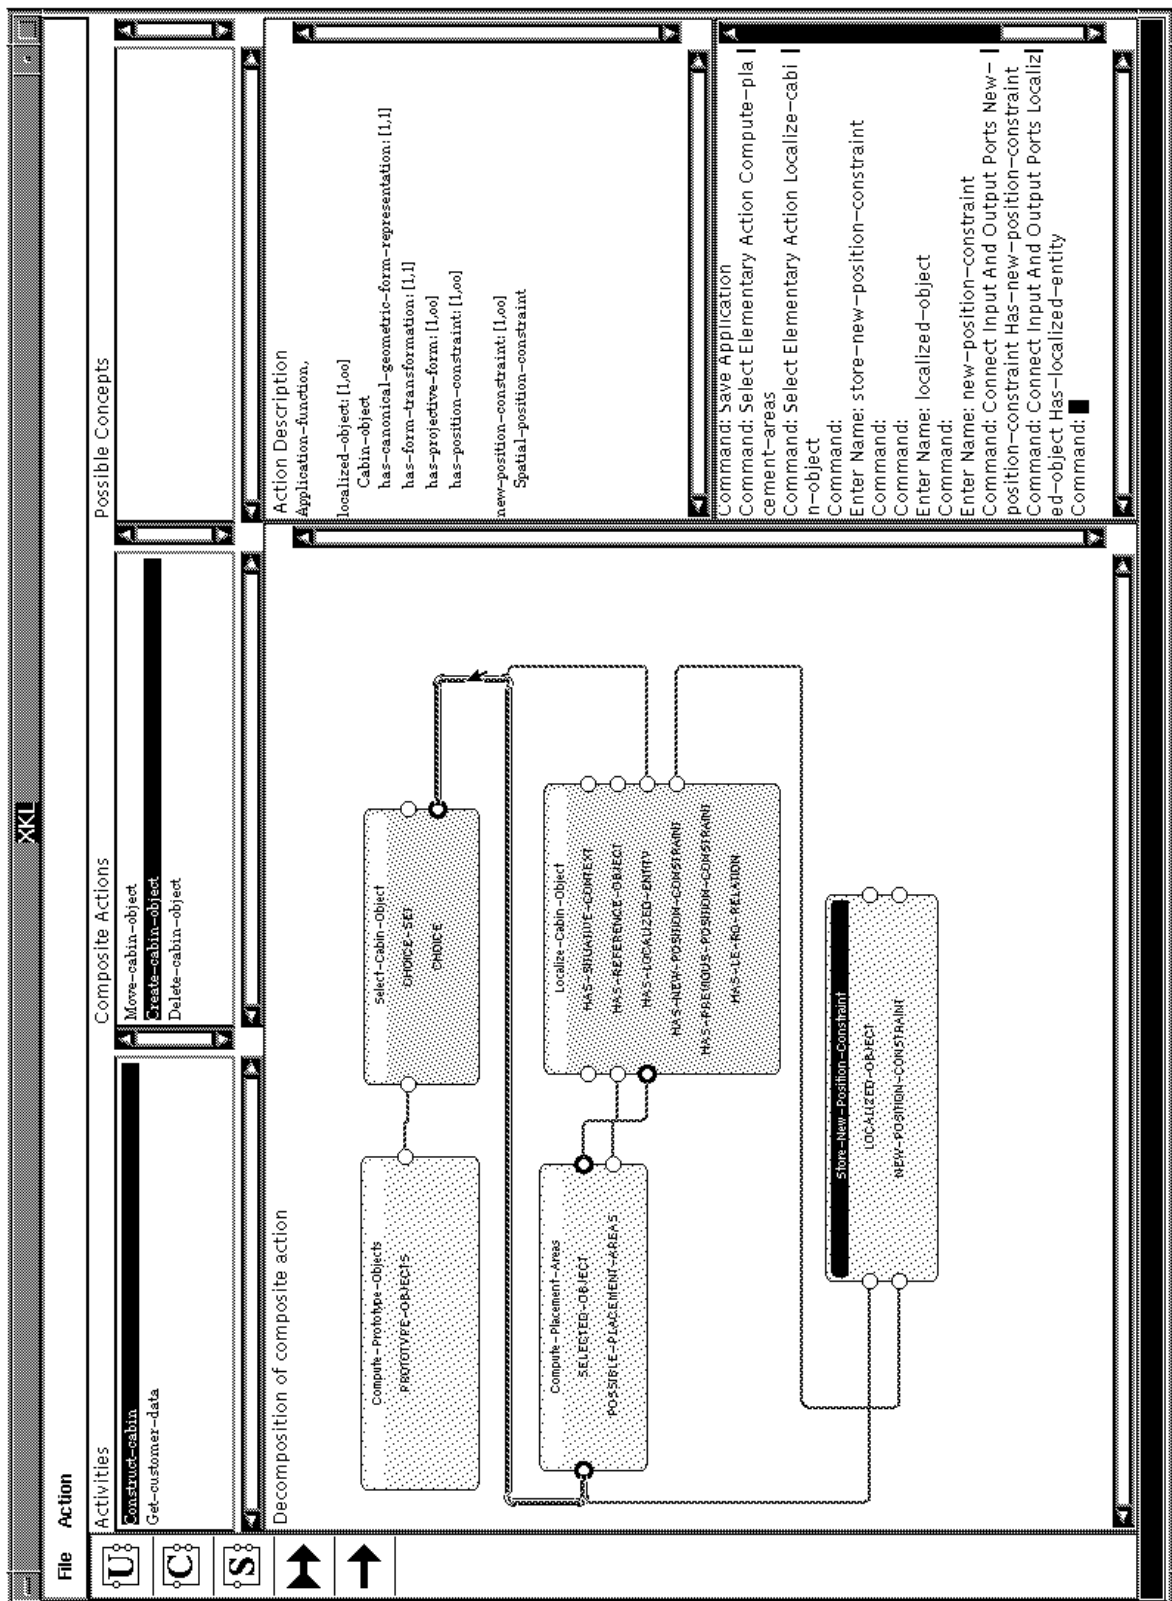 XKL
File Action
Activities
Construct-cabin
Get-customer-data
Composite Actions
Move-cabin-object
Create-cabin-object
Delete-cabin-object
Possible Concepts
U
C
S
Decomposition of composite action
Compute-Prototype-Objects
PROTOTYPE-OBJECTS
Select-Cabin-Object
CHOICE-SET
CHOICE
Compute-Placement-Areas
SELECTED-OBJECT
POSSIBLE-PLACEMENT-AREAS
Localize-Cabin-Object
HAS-SITUATIVE-CONTEXT
HAS-REFERENCE-OBJECT
HAS-LOCALIZED-ENTITY
HAS-NEW-POSITION-CONSTRAINT
HAS-PREVIOUS-POSITION-CONSTRAINT
HAS-LE-RO-RELATION
Store-New-Position-Constraint
LOCALIZED-OBJECT
NEW-POSITION-CONSTRAINT
Action Description
Application-function,
localized-object: [1,oo]
Cabin-object
has-canonical-geometric-form-representation: [1,1]
has-form-transformation: [1,1]
has-projective-form: [1,oo]
has-position-constraint: [1,oo]
new-position-constraint: [1,oo]
Spatial-position-constraint
Command: Save Application
Command: Select Elementary Action Compute-pla
cement-areas
Command: Select Elementary Action Localize-cabi
n-object
Command:
Enter Name: store-new-position-constraint
Command:
Command:
Enter Name: localized-object
Command:
Enter Name: new-position-constraint
Command: Connect Input And Output Ports New-
position-constraint Has-new-position-constraint
Command: Connect Input And Output Ports Localiz
ed-object Has-localized-entity
Command: